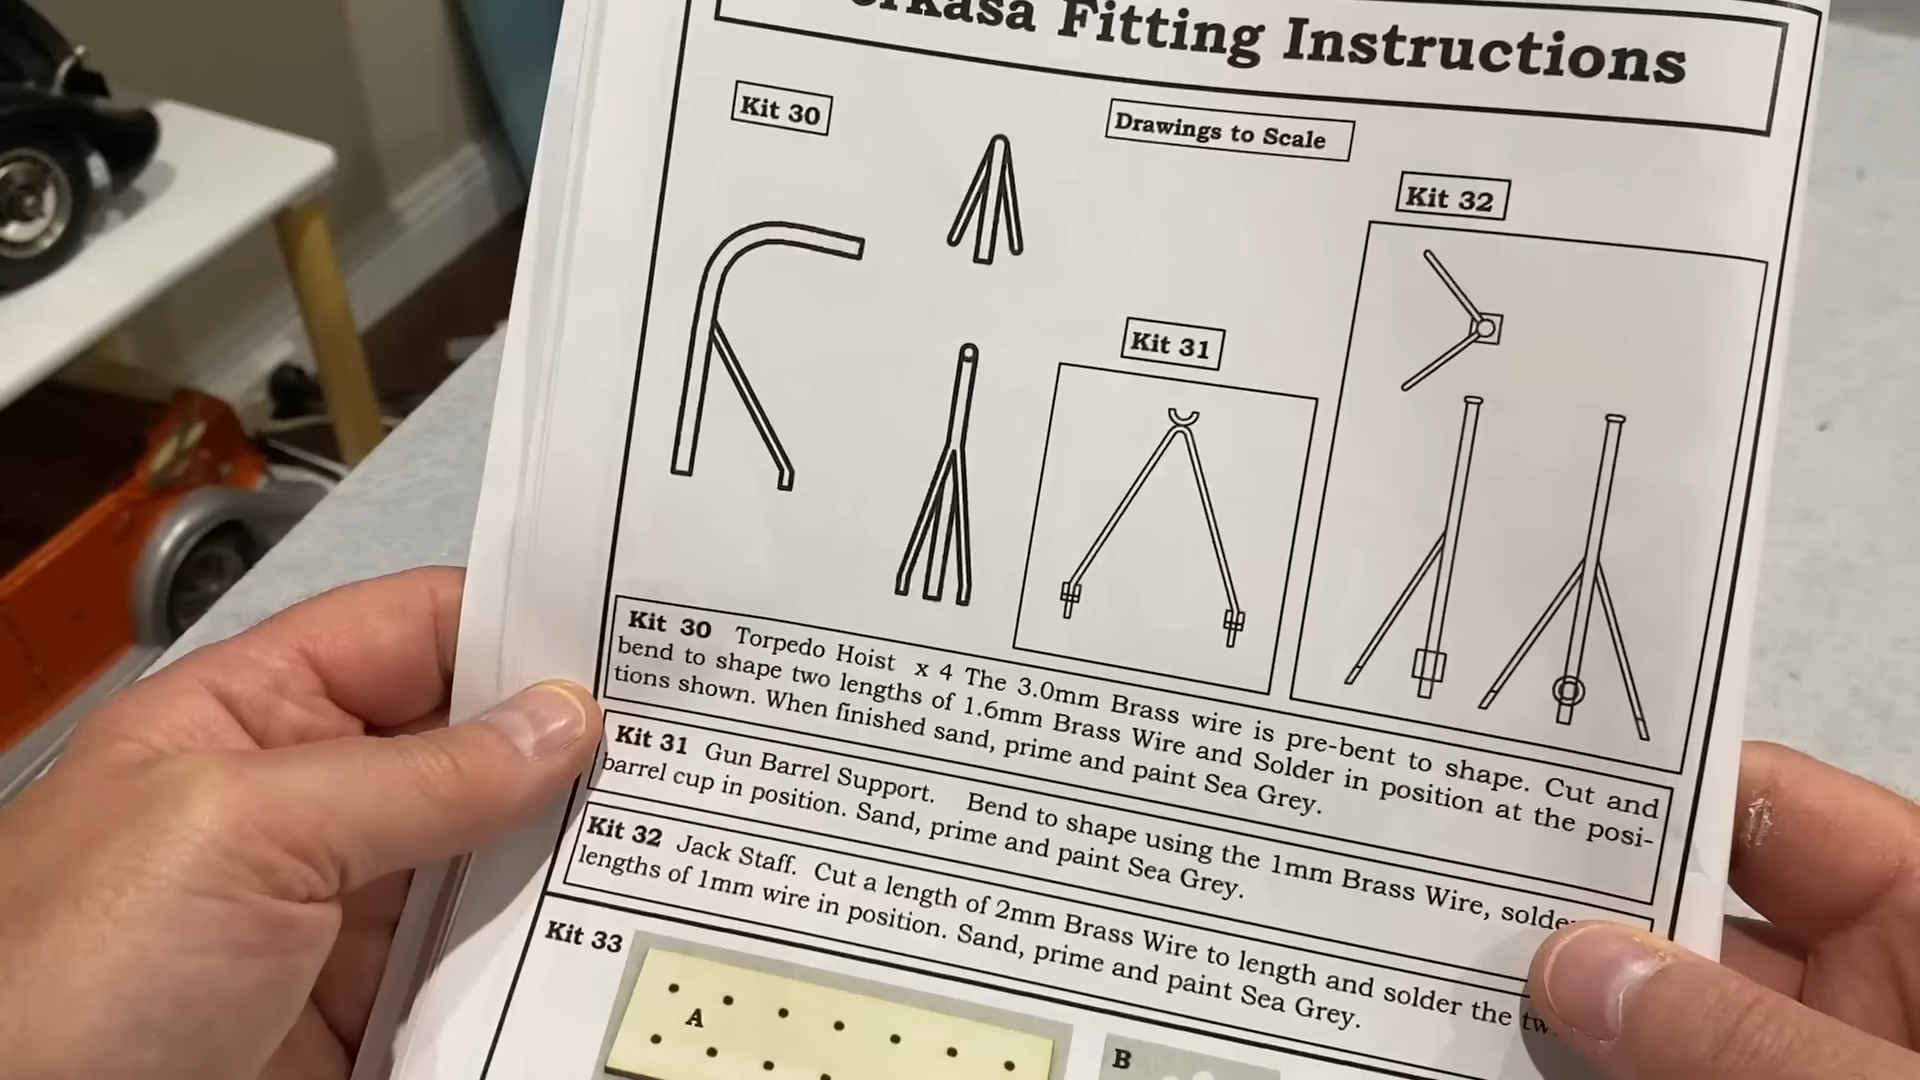 Fitting Instructions
Kit 30
Drawings to Scale
Kit 32
Kit 31
Kit 30 Torpedo Hoist x 4 The 3.0mm Brass wire is pre-bent to shape. Cut and
bend to shape two lengths of 1.6mm Brass Wire and Solder in position at the posi-
tions shown. When finished sand, prime and paint Sea Grey.
Kit 31 Gun Barrel Support. Bend to shape using the 1mm Brass Wire,
barrel cup in position. Sand, prime and paint Sea Grey.
Kit 32 Jack Staff. Cut a length of 2mm Brass Wire to length and solder the
lengths of 1mm wire in position. Sand, prime and paint Sea Grey.
Kit 33
A
B